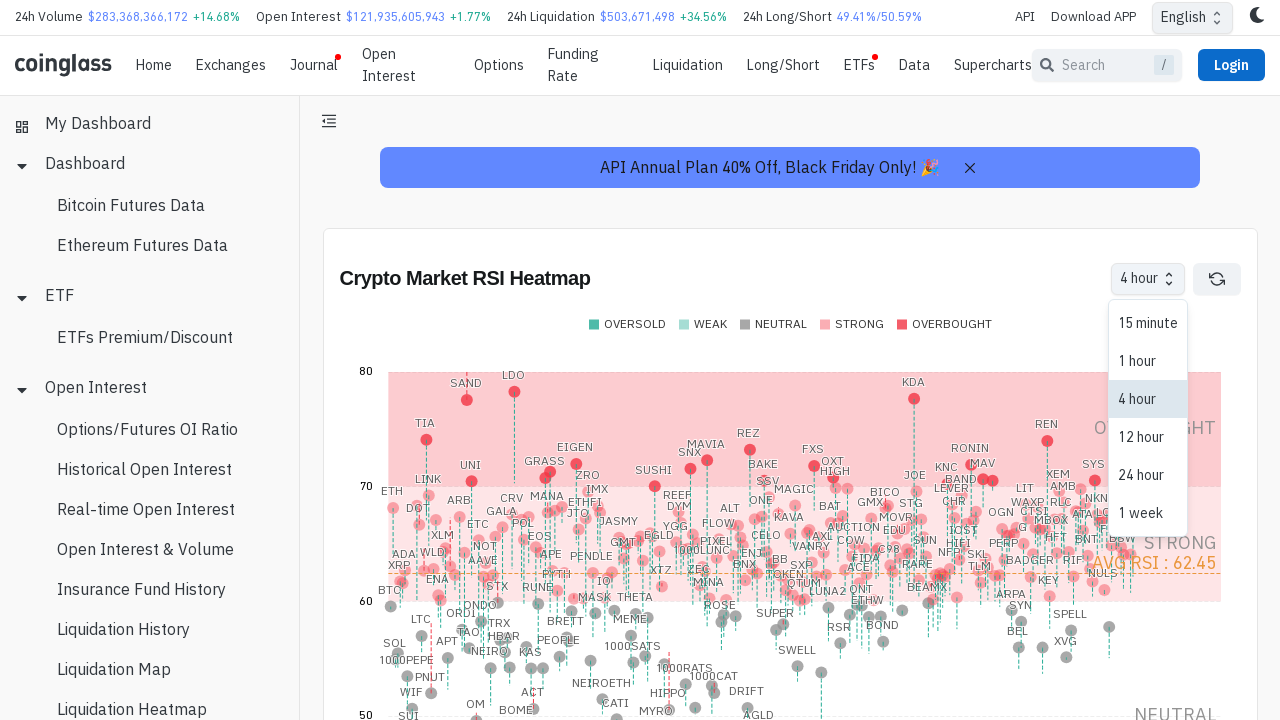 24h Volume $283,368,366,172 +14.68% Open Interest $121,935,605,943 +1.77% 24h Liquidation $503,671,498 +34.56% 24h Long/Short 49.41%/50.59% API Download APP English
coinglass Home Exchanges Journal Open Interest Options Funding Rate Liquidation Long/Short ETFs Data Supercharts Search / Login
My Dashboard
Dashboard
Bitcoin Futures Data
Ethereum Futures Data
ETF
ETFs Premium/Discount
Open Interest
Options/Futures OI Ratio
Historical Open Interest
Real-time Open Interest
Open Interest & Volume
Insurance Fund History
Liquidation History
Liquidation Map
Liquidation Heatmap
API Annual Plan 40% Off, Black Friday Only! 🎉
Crypto Market RSI Heatmap
4 hour
15 minute
1 hour
4 hour
12 hour
24 hour
1 week
OVERSOLD WEAK NEUTRAL STRONG OVERBOUGHT
80
LDO
SAND
KDA
TIA
REN
REZ
MAVIA
EIGEN
SNX
FXS
RONIN
GRASS
UNI
OXT
BAKE
HIGH
KNC
MAV
SYS
SUSHI
LINK
ZRO
JOE
XEM
70
ETH
IMX
SSV
BAND
MAGIC
BICO
LEVER
LIT
AMB
ARB
CRV
MANA
REEF
ONE
GMX
STG
CHR
WAXP
RLC
NKN
DOT
GALA
ETHFI
DYM
ALT
BAT
OGN
CTSI
ATA
ETC
POL
JTO
JASMY
FLOW
KAVA
MOVR
MBOX
XLM
EOS
YGG
EGLD
CELO
AUCTION
EDU
IOST
HFT
BNT
BSW
NOT
GMT
PIXEL
AXL
COW
SUN
HIFI
PERP
STRONG
ADA
WLD
APE
PENDLE
1000LUNC
ENJ
VANRY
C98
NFP
SKL
BADGER
RIF
XRP
AAVE
BNX
BB
SXP
FIDA
RARE
TLM
AVG RSI : 62.45
ENA
STX
PYTH
IO
XTZ
ZEC
MINA
TOKEN
ACE
KEY
NULS
BTC
RUNE
MASK
THETA
LUNA2
QNT
BEAMX
ARPA
60
ONDO
ROSE
ETHW
SYN
LTC
ORDI
TRX
BRETT
MEME
SUPER
RSR
BOND
SPELL
SOL
APT
TAO
HBAR
PEOPLE
BEL
XVG
1000PEPE
NEIRO
KAS
1000SATS
SWELL
PNUT
1000RATS
WIF
ACT
NEIROETH
HIPPO
1000CAT
DRIFT
OM
BOME
CATI
MYRO
AGLD
50
SUI
NEUTRAL